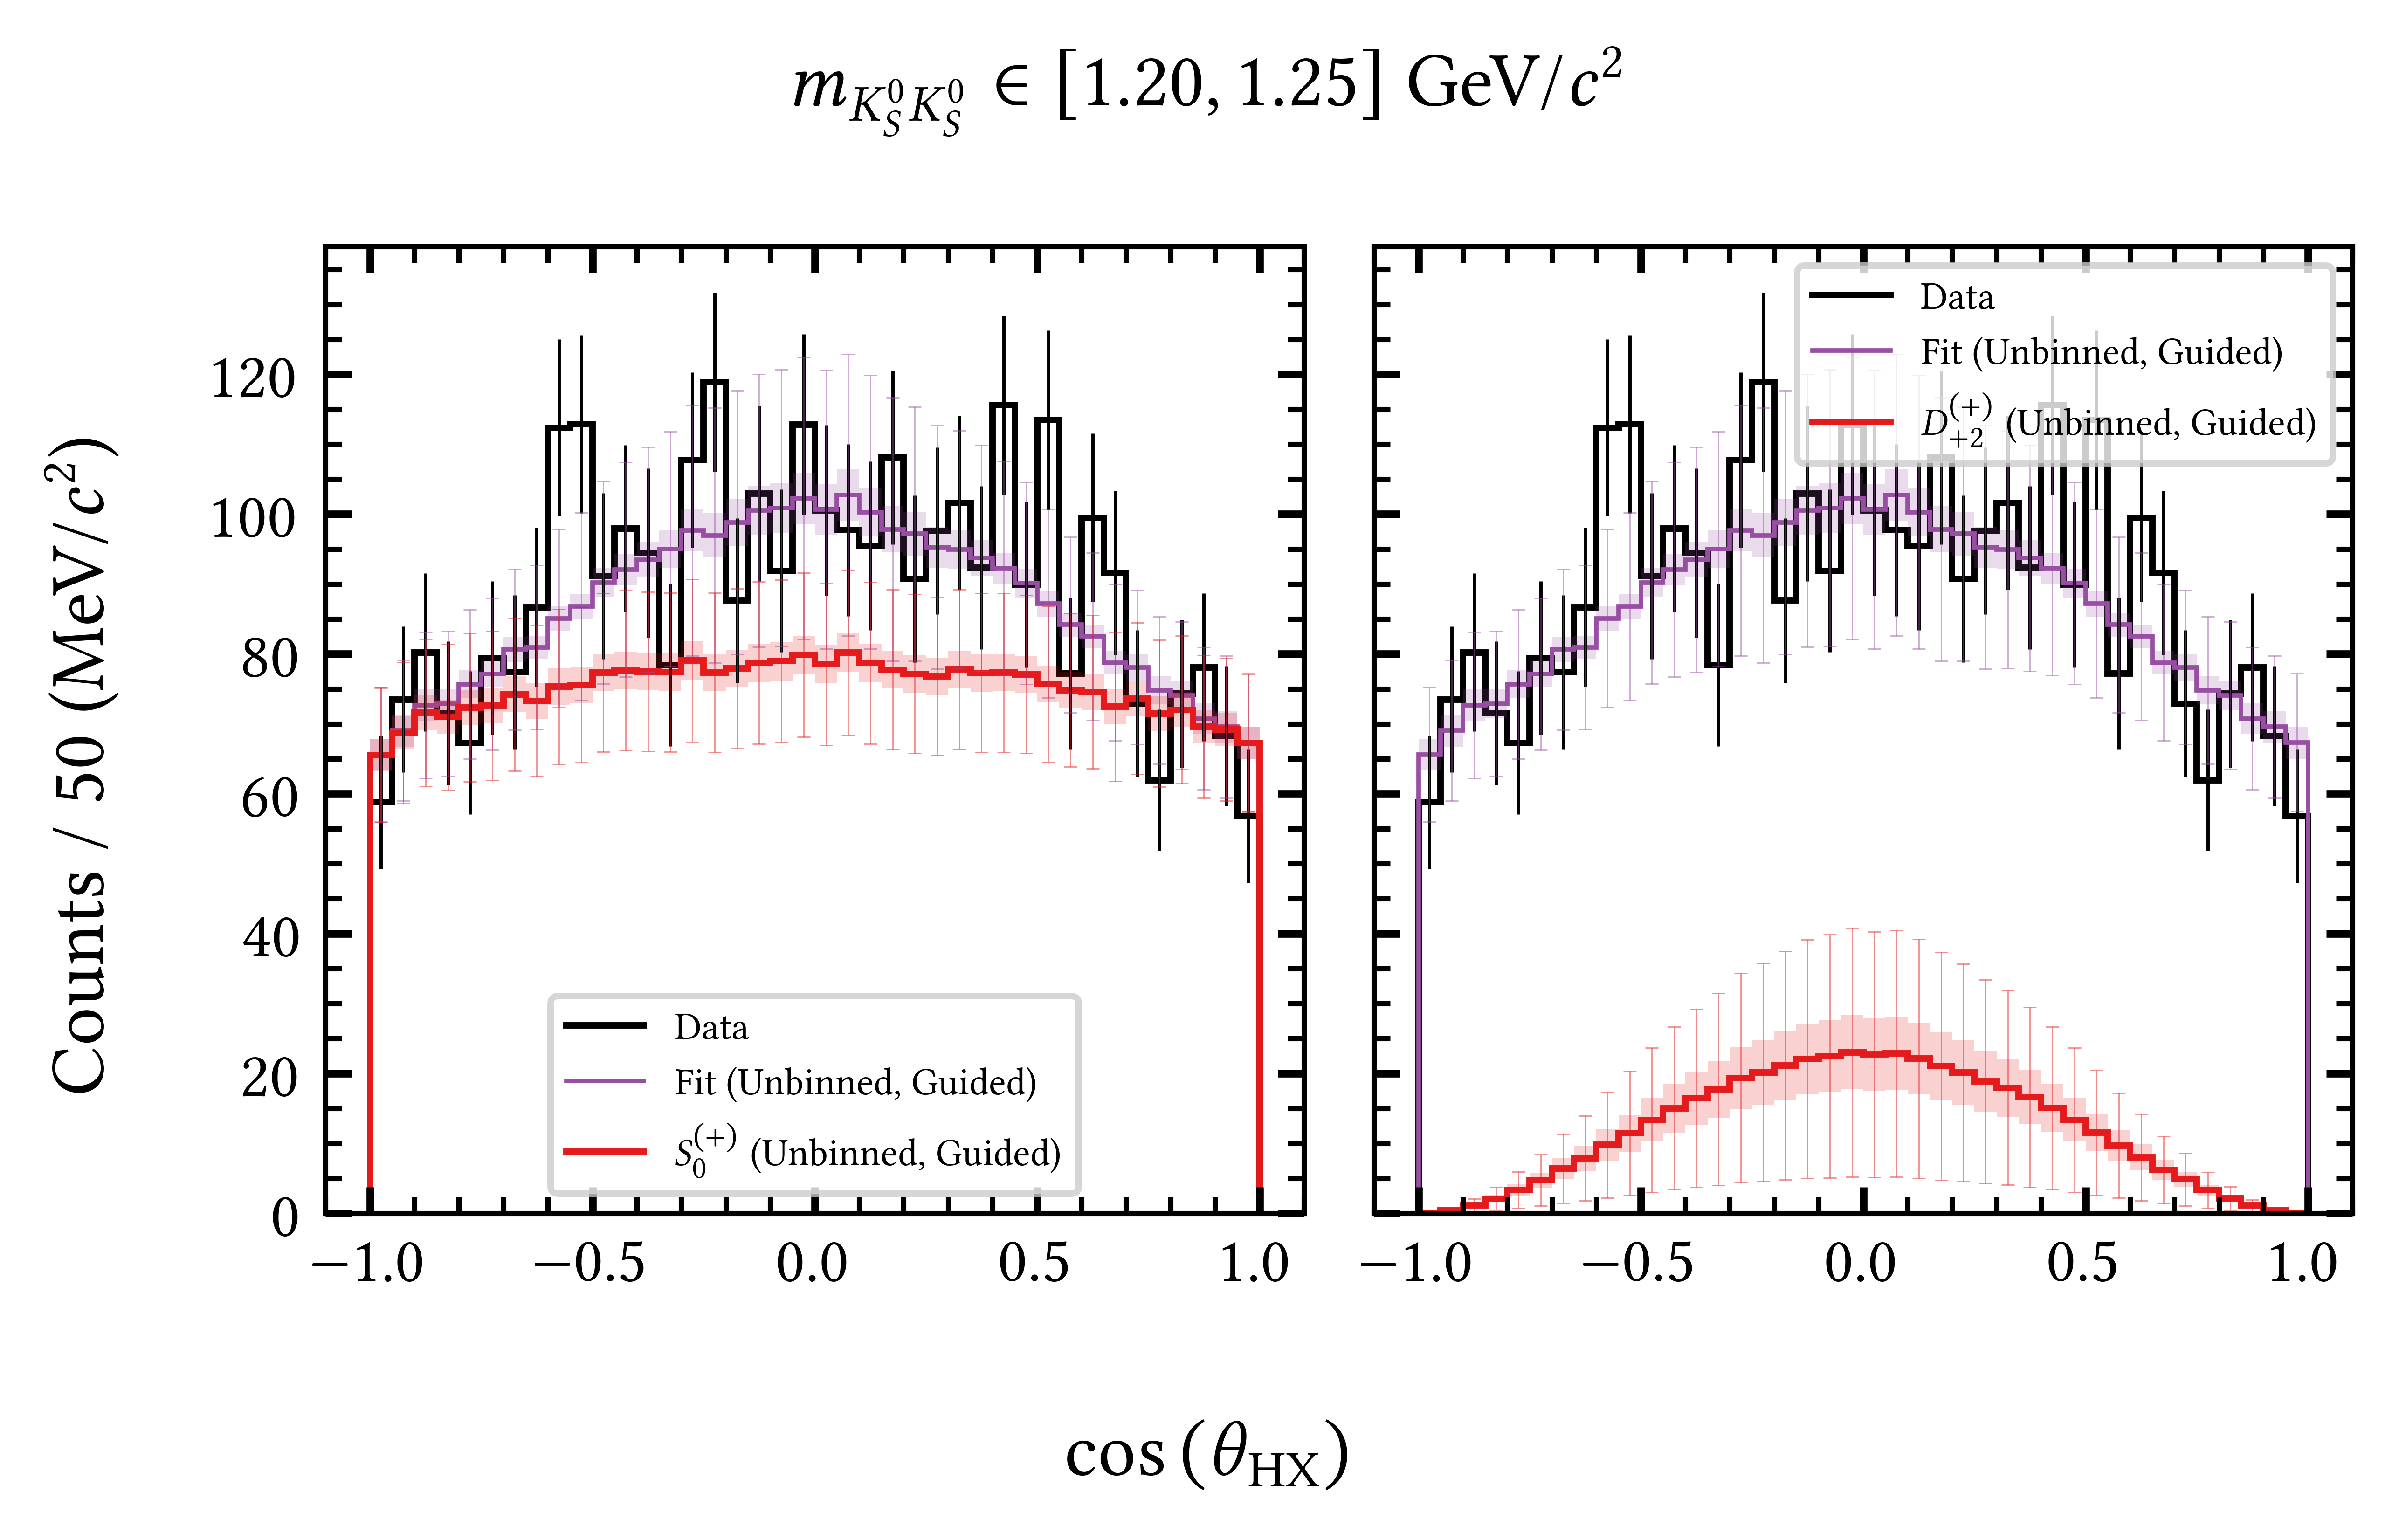 m_{K_S^0 K_S^0} ∈ [1.20, 1.25] GeV/c²
Counts / 50 (MeV/c²)
120
100
80
60
40
20
0
Data
Fit (Unbinned, Guided)
S_0^{(+)} (Unbinned, Guided)
−1.0 −0.5 0.0 0.5 1.0
Data
Fit (Unbinned, Guided)
D_{+2}^{(+)} (Unbinned, Guided)
−1.0 −0.5 0.0 0.5 1.0
cos (θ_HX)